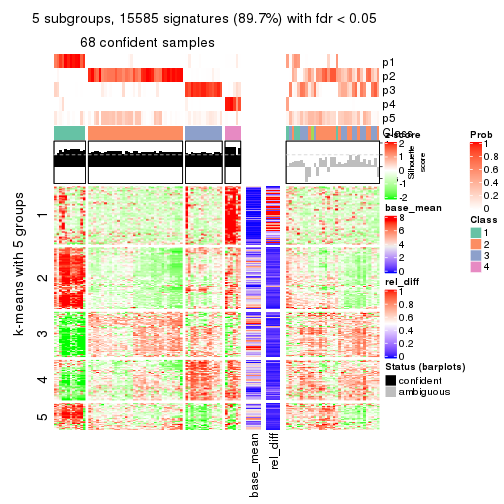 5 subgroups, 15585 signatures (89.7%) with fdr < 0.05
68 confident samples
p1
p2
p3
p4
p5
Class
z-score
2
1
0
-1
-2
Silhouette
score
base_mean
8
6
4
2
0
rel_diff
1
0.8
0.6
0.4
0.2
0
Prob
1
0.8
0.6
0.4
0.2
0
Class
1
2
3
4
Status (barplots)
confident
ambiguous
k-means with 5 groups
1
2
3
4
5
base_mean
rel_diff